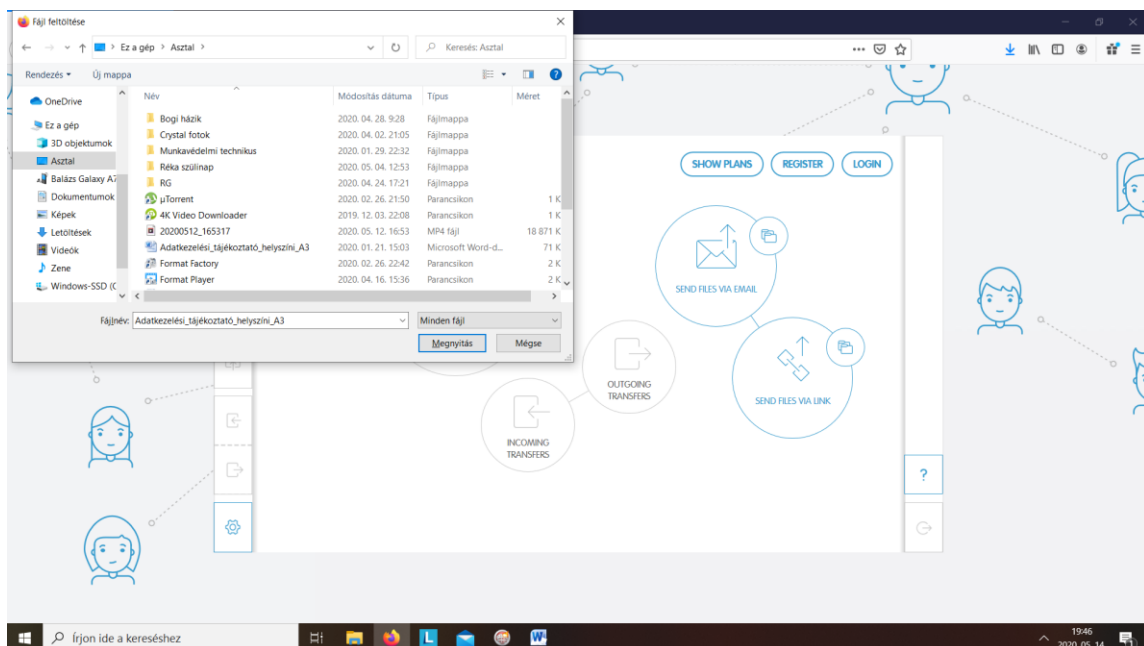 Fájl feltöltése
Ez a gép > Asztal >
Keresés: Asztal
Rendezés Új mappa
Név Módosítás dátuma Típus Méret
OneDrive
Ez a gép
3D objektumok
Asztal
Balázs Galaxy A7
Dokumentumok
Képek
Letöltések
Videók
Zene
Windows-SSD (C
Bogi házik 2020. 04. 28. 9:28 Fájlmappa
Crystal fotok 2020. 04. 02. 21:05 Fájlmappa
Munkavédelmi technikus 2020. 01. 29. 22:32 Fájlmappa
Réka szülinap 2020. 05. 04. 12:53 Fájlmappa
RG 2020. 04. 24. 17:21 Fájlmappa
µTorrent 2020. 02. 26. 21:50 Parancsikon 1 K
4K Video Downloader 2019. 12. 03. 22:08 Parancsikon 1 K
20200512_165317 2020. 05. 12. 16:53 MP4 fájl 18 871 K
Adatkezelési_tájékoztató_helyszíni_A3 2020. 01. 21. 15:03 Microsoft Word-d... 71 K
Format Factory 2020. 02. 26. 22:42 Parancsikon 2 K
Format Player 2020. 04. 16. 15:36 Parancsikon 2 K
Fájlnév: Adatkezelési_tájékoztató_helyszíni_A3 Minden fájl
Megnyitás Mégse
SHOW PLANS REGISTER LOGIN
SEND FILES VIA EMAIL
SEND FILES VIA LINK
OUTGOING
TRANSFERS
INCOMING
TRANSFERS
?
Írjon ide a kereséshez
19:46
2020. 05. 14.